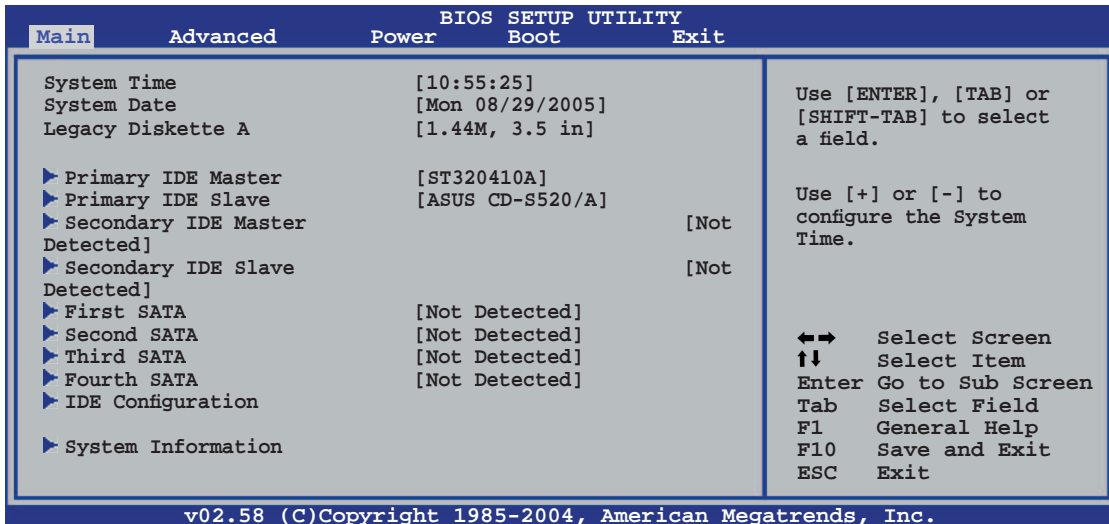 BIOS SETUP UTILITY
Main Advanced Power Boot Exit
System Time [10:55:25]
System Date [Mon 08/29/2005]
Legacy Diskette A [1.44M, 3.5 in]
Primary IDE Master [ST320410A]
Primary IDE Slave [ASUS CD-S520/A]
Secondary IDE Master [Not
Detected]
Secondary IDE Slave [Not
Detected]
First SATA [Not Detected]
Second SATA [Not Detected]
Third SATA [Not Detected]
Fourth SATA [Not Detected]
IDE Configuration
System Information
Use [ENTER], [TAB] or
[SHIFT-TAB] to select
a field.
Use [+] or [-] to
configure the System
Time.
Select Screen
Select Item
Enter Go to Sub Screen
Tab Select Field
F1 General Help
F10 Save and Exit
ESC Exit
v02.58 (C)Copyright 1985-2004, American Megatrends, Inc.